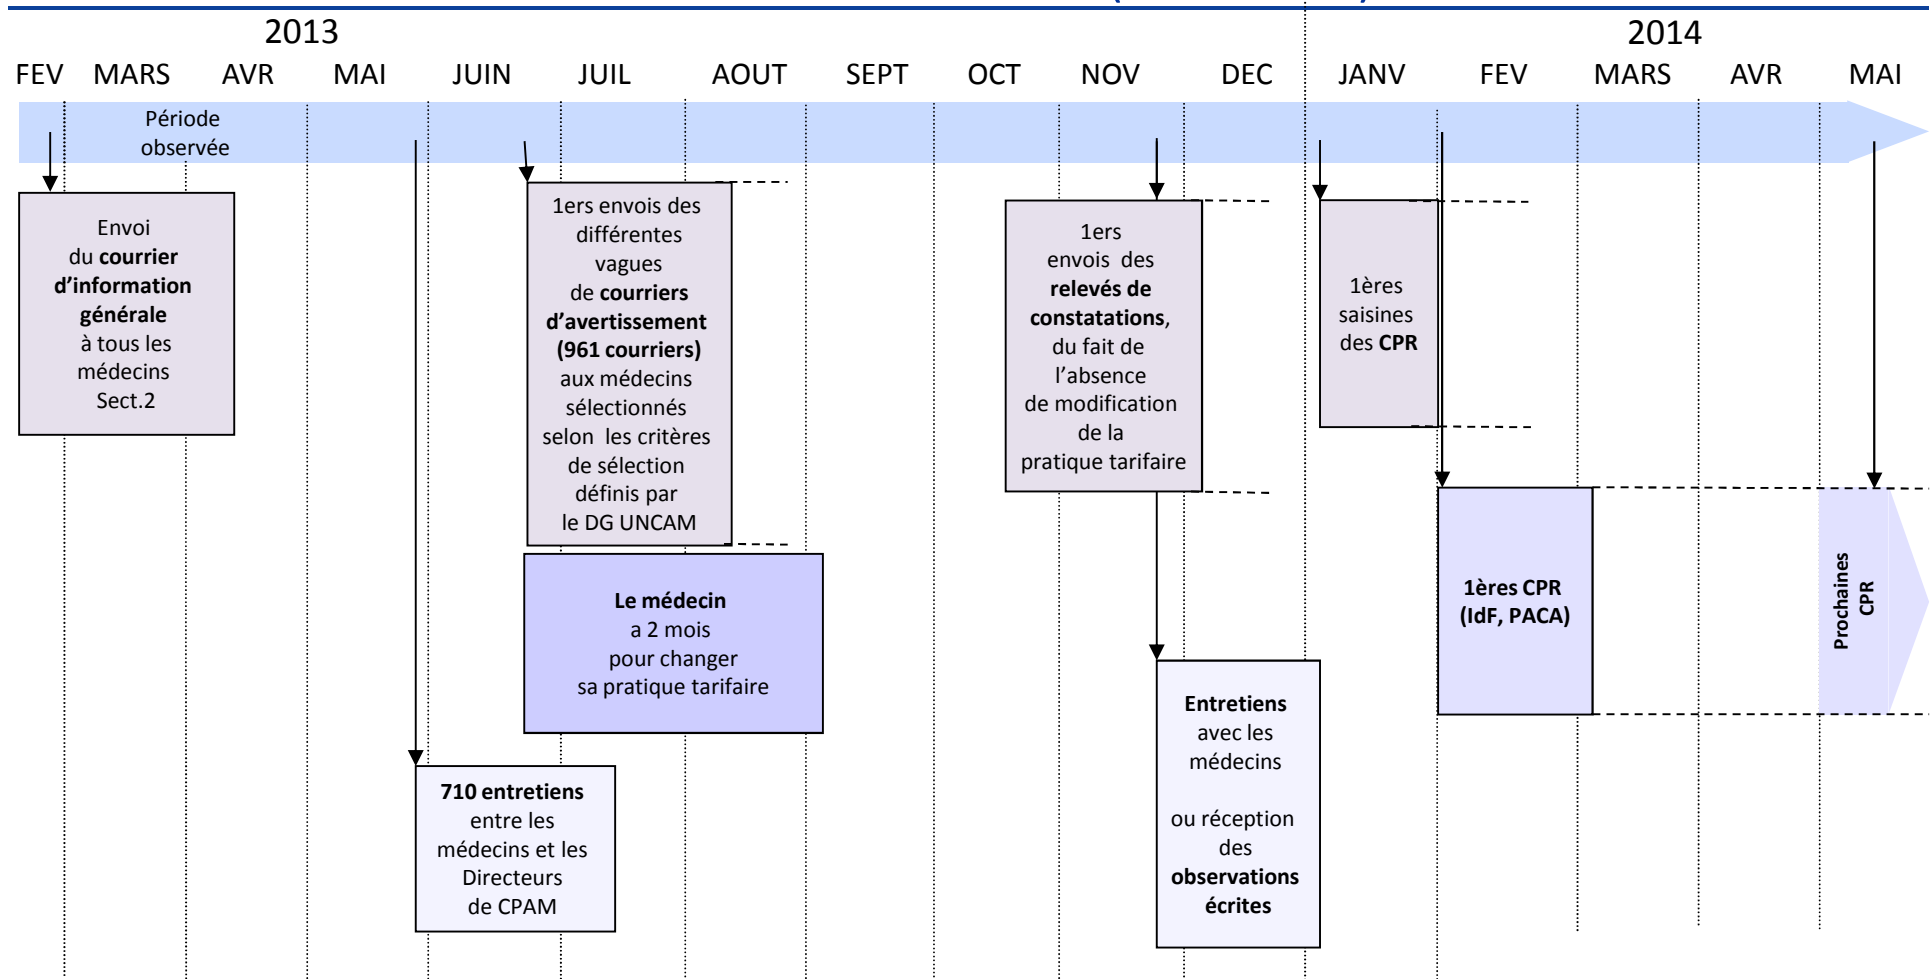 2013
2014
FEV MARS AVR MAI JUIN JUIL AOUT SEPT OCT NOV DEC JANV FEV MARS AVR MAI
Période
observée
Envoi
du courrier
d'information
générale
à tous les
médecins
Sect.2
1ers envois des
différentes
vagues
de courriers
d'avertissement
(961 courriers)
aux médecins
sélectionnés
selon les critères
de sélection
définis par
le DG UNCAM
Le médecin
a 2 mois
pour changer
sa pratique tarifaire
710 entretiens
entre les
médecins et les
Directeurs
de CPAM
1ers
envois des
relevés de
constatations,
du fait de
l'absence
de modification
de la
pratique tarifaire
Entretiens
avec les
médecins
ou réception
des
observations
écrites
1ères
saisines
des CPR
1ères CPR
(IdF, PACA)
Prochaines
CPR